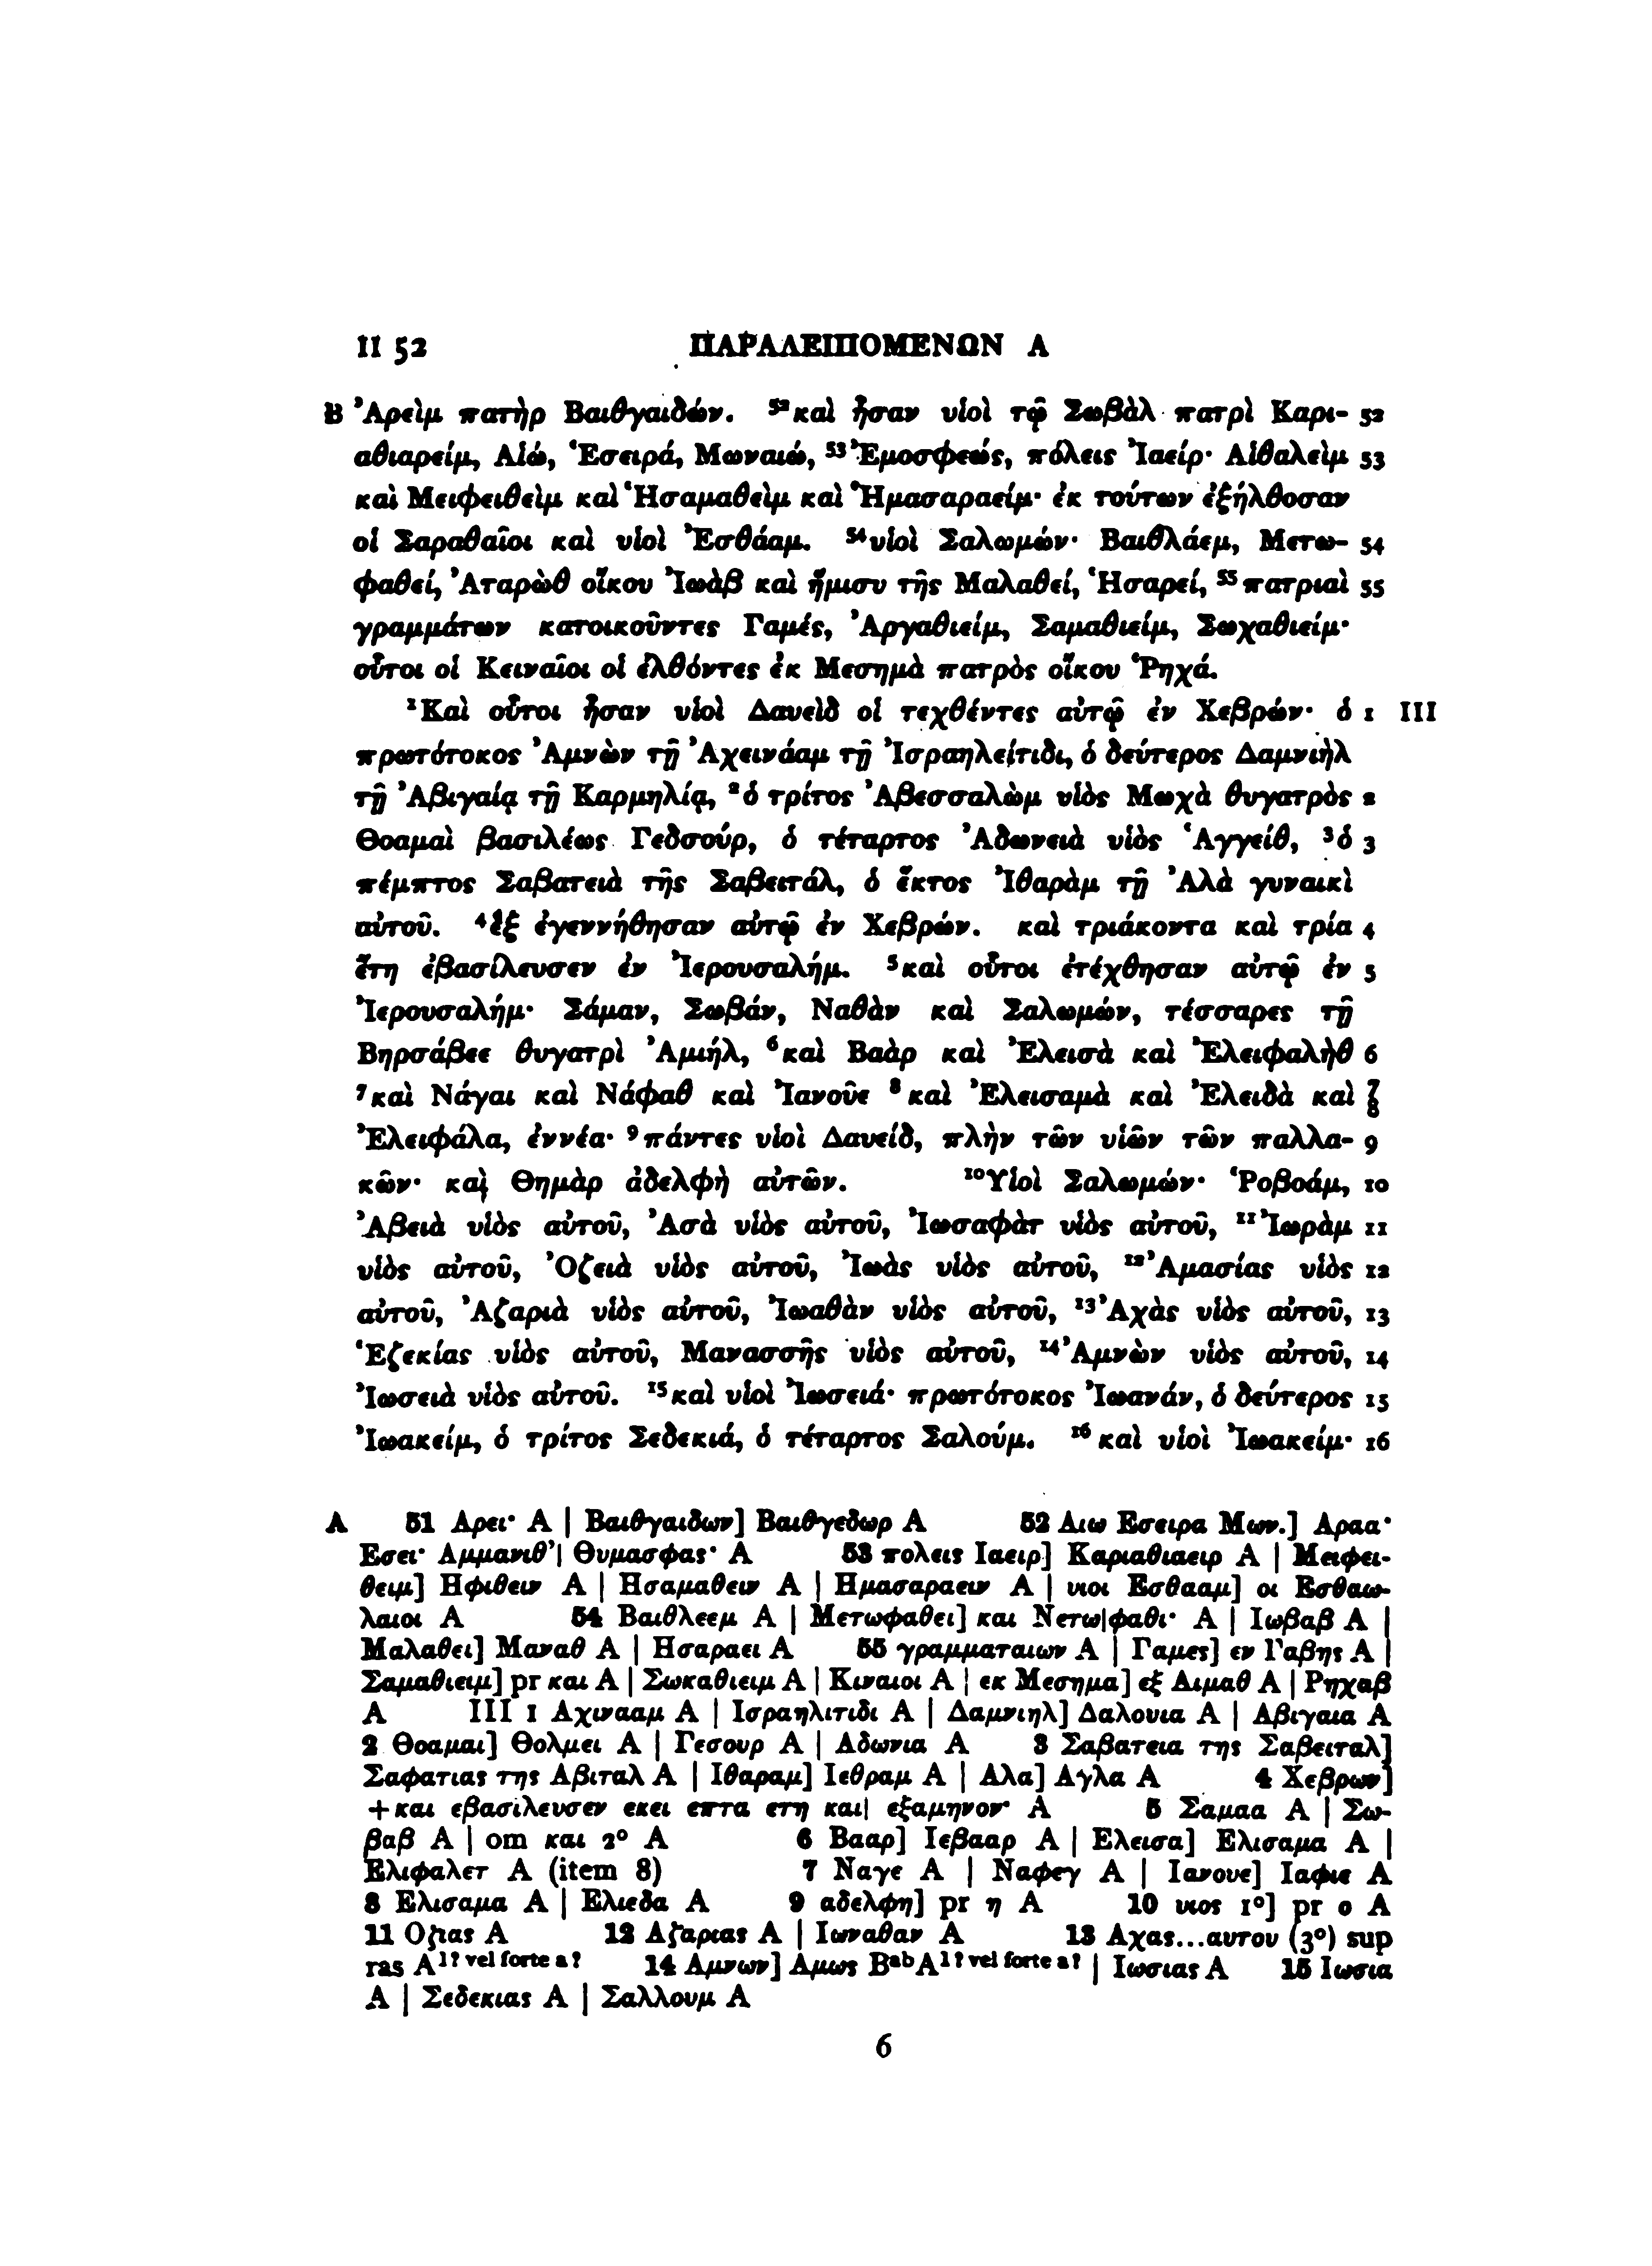 II 52 ΠΑΡΑΛΕΙΠΟΜΕΝΩΝ Α
B Ἀρεὶμ πατὴρ Βαιθγαιδών. ⁵²καὶ ἦσαν υἱοὶ τῷ Σωβὰλ πατρὶ Καρι- 52
αθιαρείμ, Αἱώ, Ἑσειρά, Μωναιώ, ⁵³Ἐμοσφεώς, πόλεις Ἰαείρ· Αἰθαλεὶμ 53
καὶ Μειφειθεὶμ καὶ Ἡσαμαθεὶμ καὶ Ἡμασαραείμ· ἐκ τούτων ἐξήλθοσαν
οἱ Σαραθαῖοι καὶ υἱοὶ Ἐσθάαμ. ⁵⁴υἱοὶ Σαλωμών· Βαιθλάεμ, Μετω- 54
φαθεί, Ἀταρὼθ οἴκου Ἰωὰβ καὶ ἥμισυ τῆς Μαλαθεί, Ἡσαρεί, ⁵⁵πατριαὶ 55
γραμμάτων κατοικοῦντες Γαμές, Ἀργαθιείμ, Σαμαθιείμ, Σωχαθιείμ·
οὗτοι οἱ Κειναῖοι οἱ ἐλθόντες ἐκ Μεσημὰ πατρὸς οἴκου Ῥηχά.
¹Καὶ οὗτοι ἦσαν υἱοὶ Δαυεὶδ οἱ τεχθέντες αὐτῷ ἐν Χεβρών· ὁ 1 III
πρωτότοκος Ἀμνὼν τῇ Ἀχεινάαμ τῇ Ἰσραηλείτιδι, ὁ δεύτερος Δαμνιὴλ
τῇ Ἀβιγαίᾳ τῇ Καρμηλίᾳ, ²ὁ τρίτος Ἀβεσσαλὼμ υἱὸς Μωχὰ θυγατρὸς 2
Θοαμαὶ βασιλέως Γεδσούρ, ὁ τέταρτος Ἀδωνειὰ υἱὸς Ἁγγείθ, ³ὁ 3
πέμπτος Σαβατειὰ τῆς Σαβειτάλ, ὁ ἕκτος Ἰθαρὰμ τῇ Ἀλὰ γυναικὶ
αὐτοῦ. ⁴ἓξ ἐγεννήθησαν αὐτῷ ἐν Χεβρών. καὶ τριάκοντα καὶ τρία 4
ἔτη ἐβασίλευσεν ἐν Ἰερουσαλήμ. ⁵καὶ οὗτοι ἐτέχθησαν αὐτῷ ἐν 5
Ἰερουσαλήμ· Σάμαν, Σωβάν, Ναθὰν καὶ Σαλωμών, τέσσαρες τῇ
Βηρσάβεε θυγατρὶ Ἀμιήλ, ⁶καὶ Βαὰρ καὶ Ἐλεισὰ καὶ Ἐλειφαλὴθ 6
⁷καὶ Νάγαι καὶ Νάφαθ καὶ Ἰανοῦε ⁸καὶ Ἐλεισαμὰ καὶ Ἐλειδὰ καὶ 7 8
Ἐλειφάλα, ἐννέα· ⁹πάντες υἱοὶ Δαυείδ, πλὴν τῶν υἱῶν τῶν παλλα- 9
κῶν· καὶ Θημὰρ ἀδελφὴ αὐτῶν. ¹⁰Υἱοὶ Σαλωμών· Ῥοβοάμ, 10
Ἀβειὰ υἱὸς αὐτοῦ, Ἀσὰ υἱὸς αὐτοῦ, Ἰωσαφὰτ υἱὸς αὐτοῦ, ¹¹Ἰωρὰμ 11
υἱὸς αὐτοῦ, Ὀζειὰ υἱὸς αὐτοῦ, Ἰωὰς υἱὸς αὐτοῦ, ¹²Ἀμασίας υἱὸς 12
αὐτοῦ, Ἀζαριὰ υἱὸς αὐτοῦ, Ἰωαθὰν υἱὸς αὐτοῦ, ¹³Ἀχὰς υἱὸς αὐτοῦ, 13
Ἑζεκίας υἱὸς αὐτοῦ, Μανασσῆς υἱὸς αὐτοῦ, ¹⁴Ἀμνὼν υἱὸς αὐτοῦ, 14
Ἰωσειὰ υἱὸς αὐτοῦ. ¹⁵καὶ υἱοὶ Ἰωσειά· πρωτότοκος Ἰωανάν, ὁ δεύτερος 15
Ἰωακείμ, ὁ τρίτος Σεδεκιά, ὁ τέταρτος Σαλούμ. ¹⁶καὶ υἱοὶ Ἰωακείμ· 16
A 51 Αρει· A | Βαιθγαιδων] Βαιθγεδωρ A 52 Αιω Εσειρα Μων.] Αραα·
Εσει· Αμμανιθ’| Θυμασφας· A 53 πολεις Ιαειρ] Καριαθιαειρ A | Μειφει-
θειμ] Ηφιθειν A | Ησαμαθειν A | Ημασαραειν A | υιοι Εσθααμ] οι Εσθαω-
λαιοι A 54 Βαιθλεεμ A | Μετωφαθει] και Νετω|φαθι· A | Ιωβαβ A |
Μαλαθει] Μαναθ A | Ησαραει A 55 γραμματαιων A | Γαμες] εν Γαβης A |
Σαμαθιειμ] pr και A | Σωκαθιειμ A | Κιναιοι A | εκ Μεσημα] εξ Αιμαθ A | Ρηχαβ
A III 1 Αχινααμ A | Ισραηλιτιδι A | Δαμνιηλ] Δαλουια A | Αβιγαια A
2 Θοαμαι] Θολμει A | Γεσουρ A | Αδωνια A 3 Σαβατεια της Σαβειταλ]
Σαφατιας της Αβιταλ A | Ιθαραμ] Ιεθραμ A | Αλα] Αγλα A 4 Χεβρων]
+ και εβασιλευσεν εκει επτα ετη και| εξαμηνον· A 5 Σαμαα A | Σω-
βαβ A | om και 2° A 6 Βααρ] Ιεβααρ A | Ελεισα] Ελισαμα A |
Ελιφαλετ A (item 8) 7 Ναγε A | Ναφεγ A | Ιανουε] Ιαφιε A
8 Ελισαμα A | Ελιεδα A 9 αδελφη] pr η A 10 υιος 1°] pr ο A
11 Οζιας A 12 Αζαριας A | Ιωναθαν A 13 Αχας...αυτου (3°) sup
ras A¹? vel forte a? 14 Αμνων] Αμως Bᵃᵇ A¹? vel forte a? | Ιωσιας A 15 Ιωσια
A | Σεδεκιας A | Σαλλουμ A
6